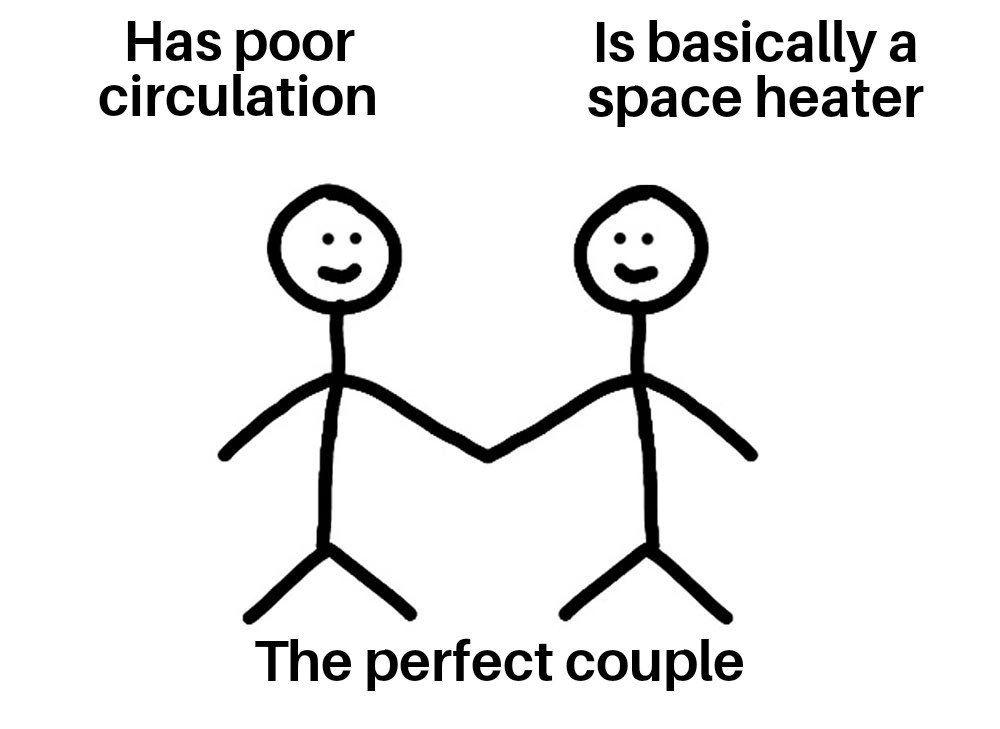 Has poor
circulation
Is basically a
space heater
The perfect couple